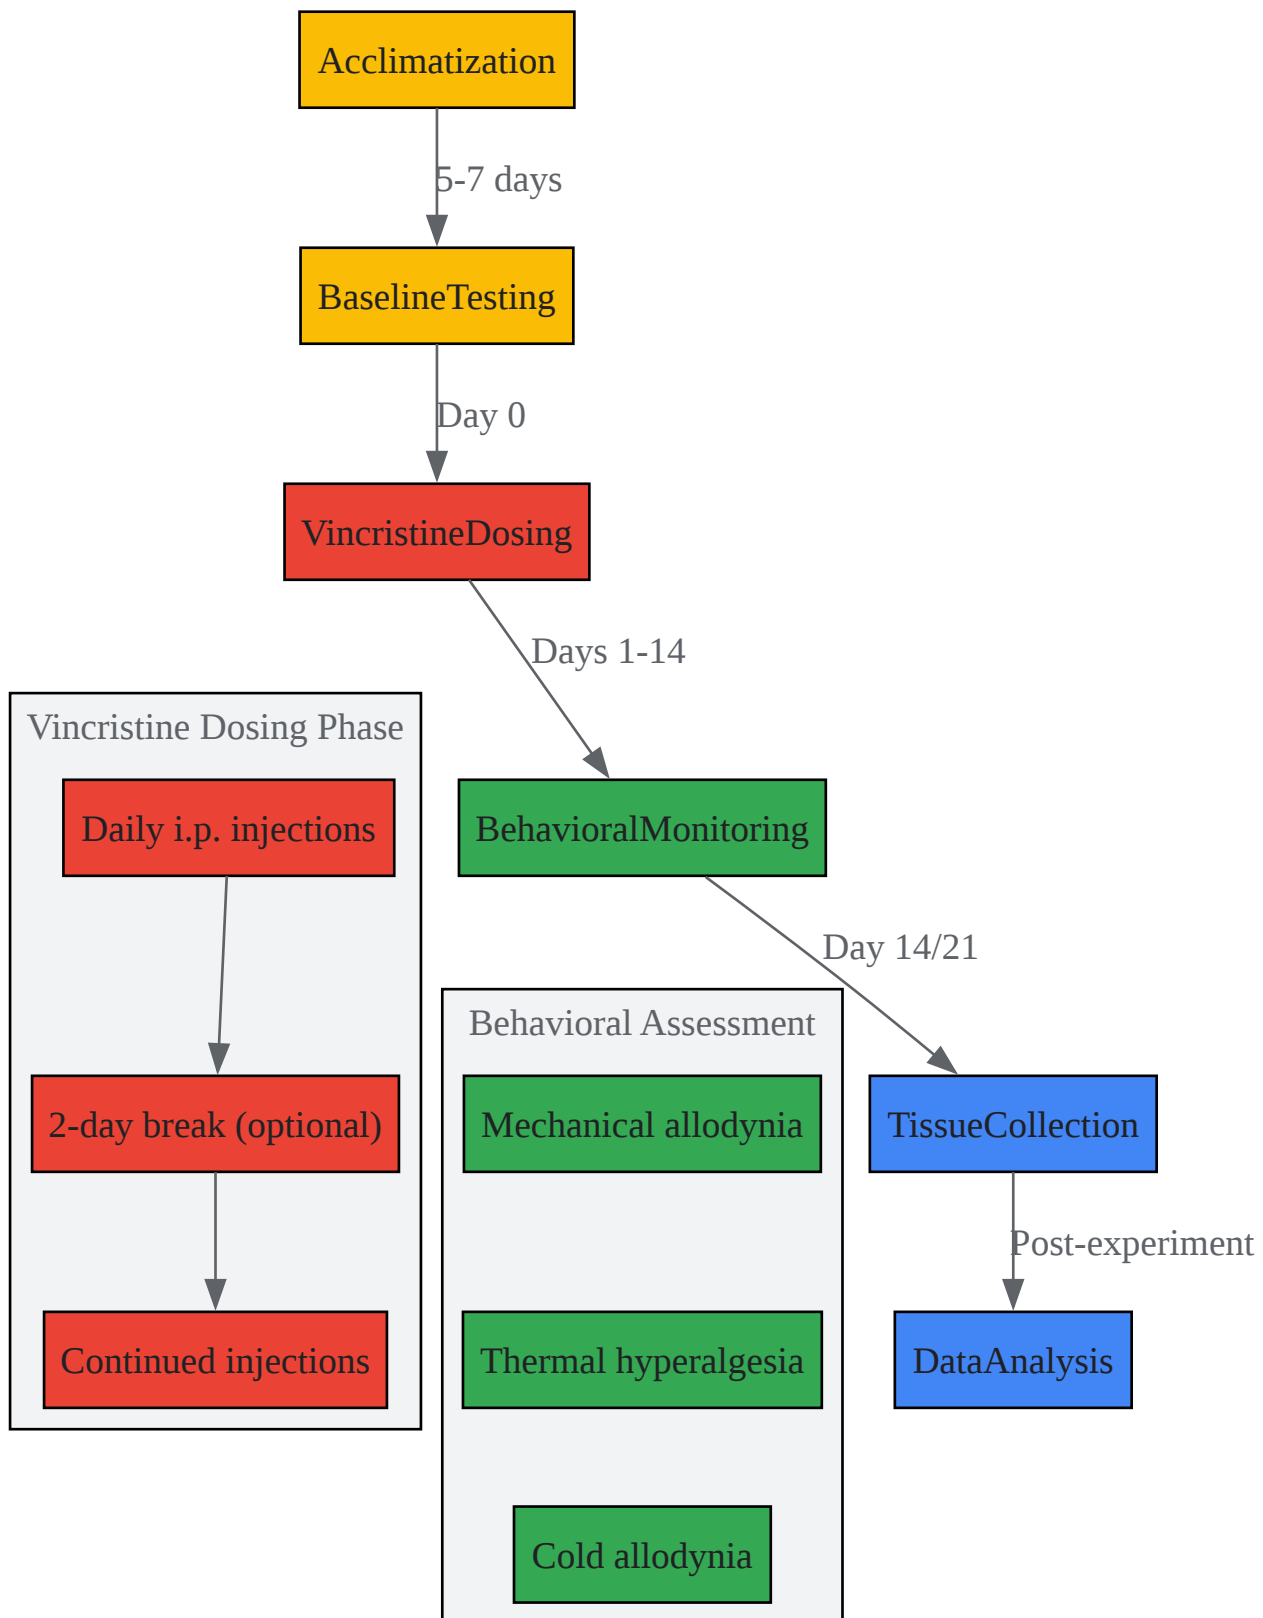 Acclimatization
5-7 days
BaselineTesting
Day 0
VincristineDosing
Days 1-14
Vincristine Dosing Phase
Daily i.p. injections
2-day break (optional)
Continued injections
BehavioralMonitoring
Day 14/21
Behavioral Assessment
Mechanical allodynia
Thermal hyperalgesia
Cold allodynia
TissueCollection
Post-experiment
DataAnalysis